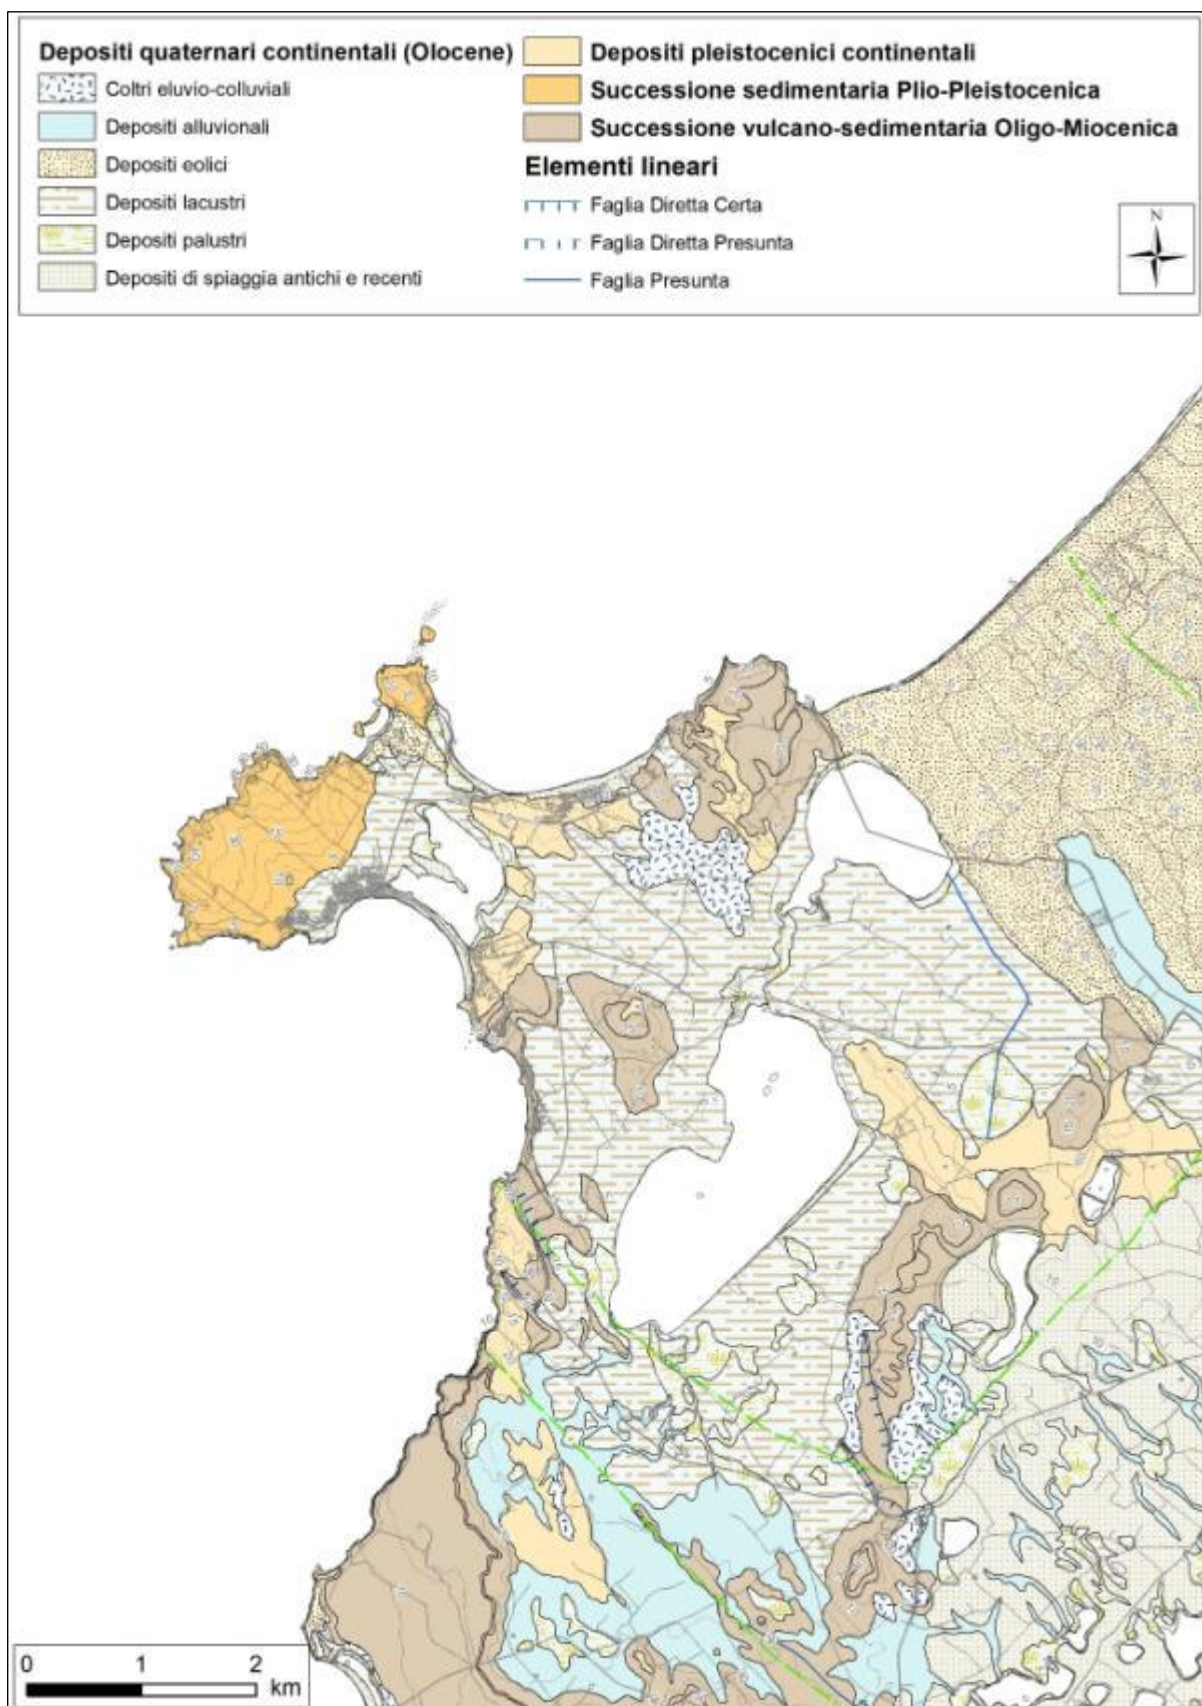 Depositi quaternari continentali (Olocene)
Coltri eluvio-colluviali
Depositi alluvionali
Depositi eolici
Depositi lacustri
Depositi palustri
Depositi di spiaggia antichi e recenti
Depositi pleistocenici continentali
Successione sedimentaria Plio-Pleistocenica
Successione vulcano-sedimentaria Oligo-Miocenica
Elementi lineari
Faglia Diretta Certa
Faglia Diretta Presunta
Faglia Presunta
N
0 1 2
km